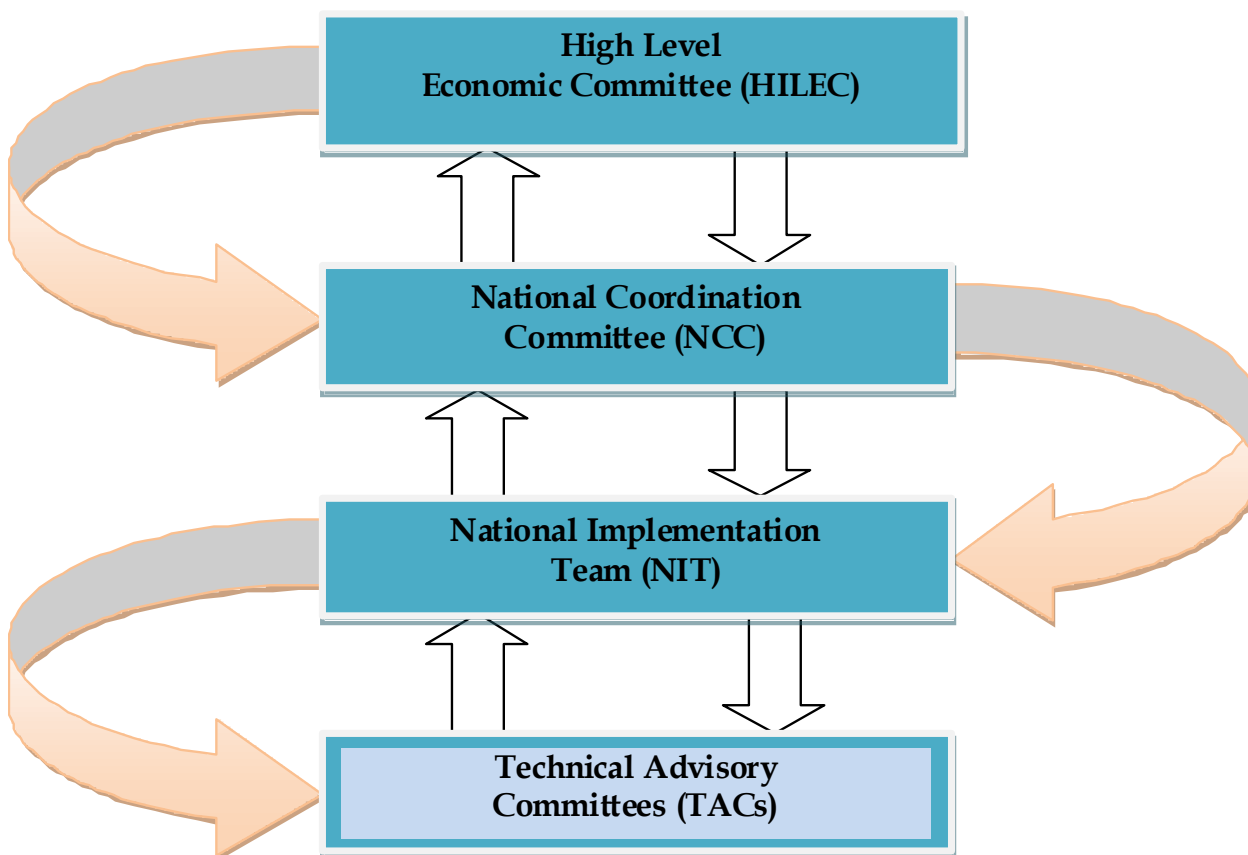 High Level
Economic Committee (HILEC)
National Coordination
Committee (NCC)
National Implementation
Team (NIT)
Technical Advisory
Committees (TACs)